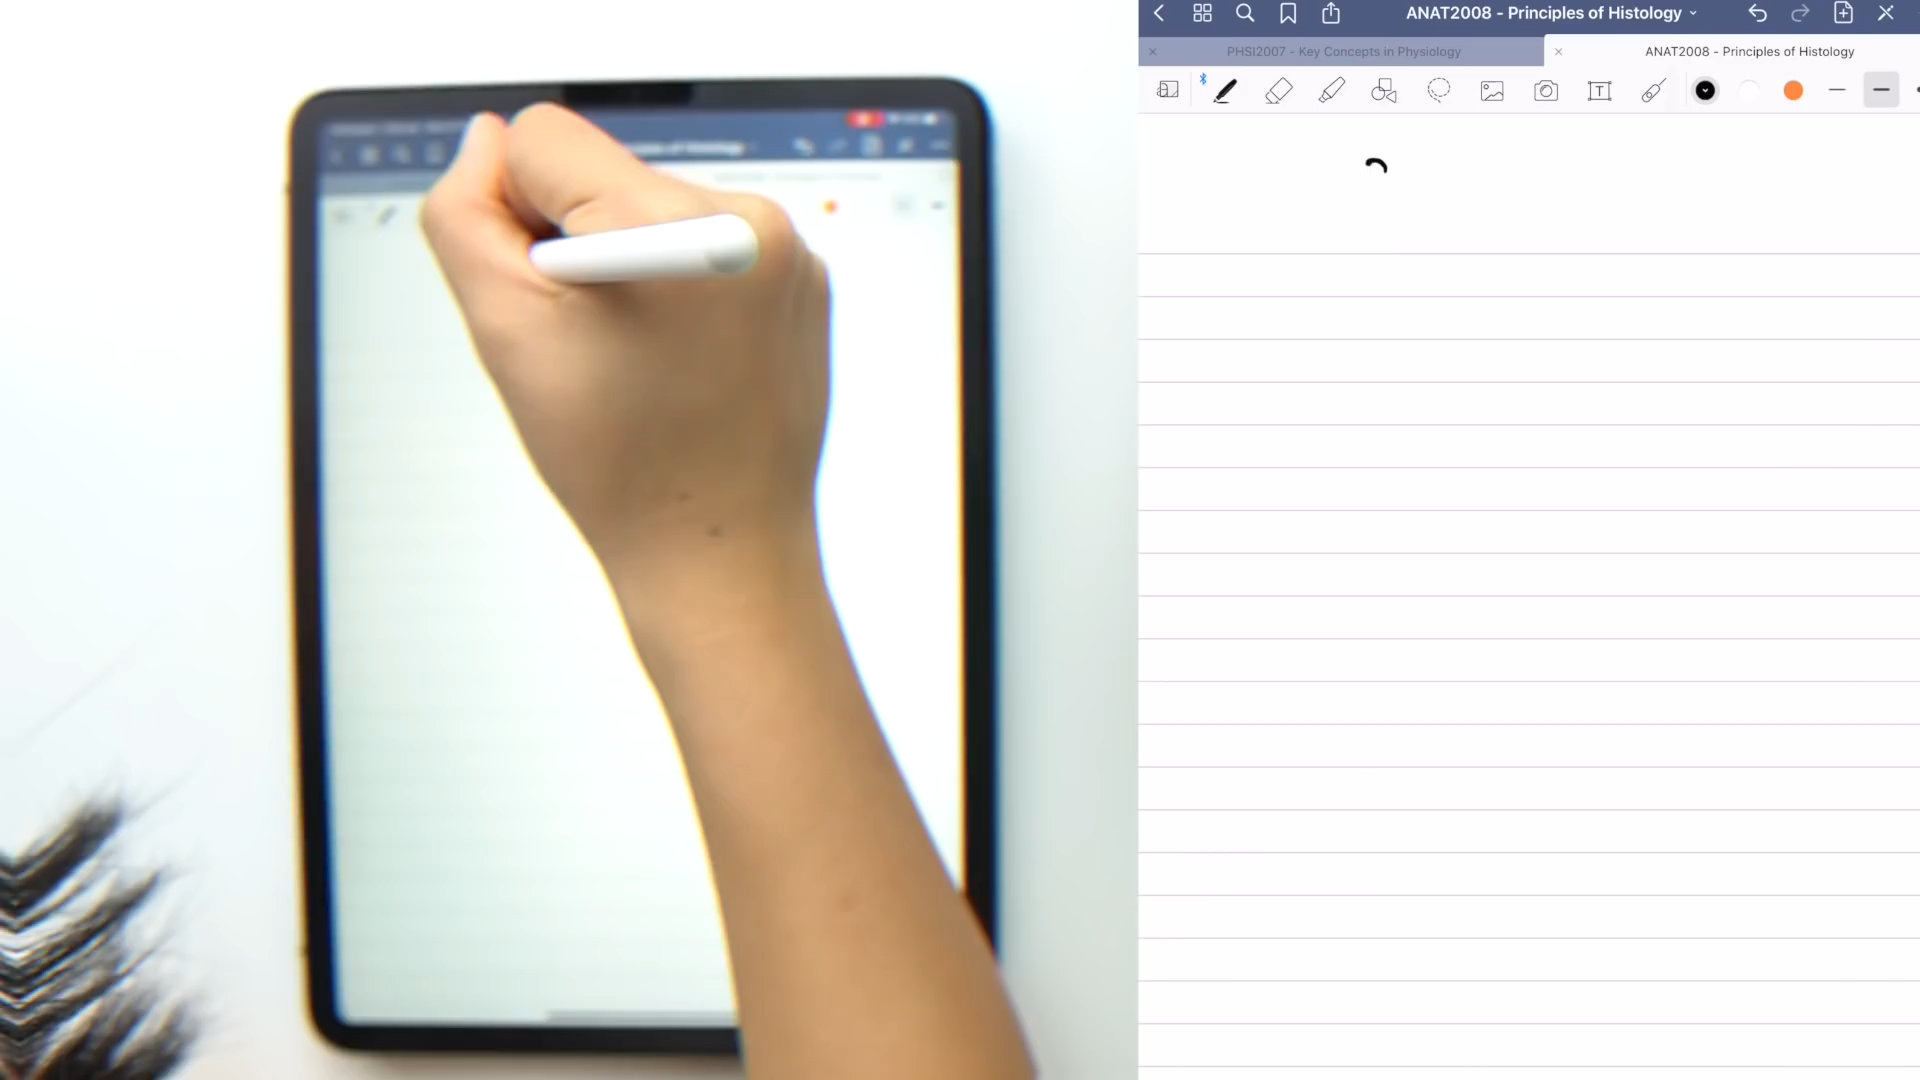 ANAT2008 - Principles of Histology
PHSI2007 - Key Concepts in Physiology
ANAT2008 - Principles of Histology